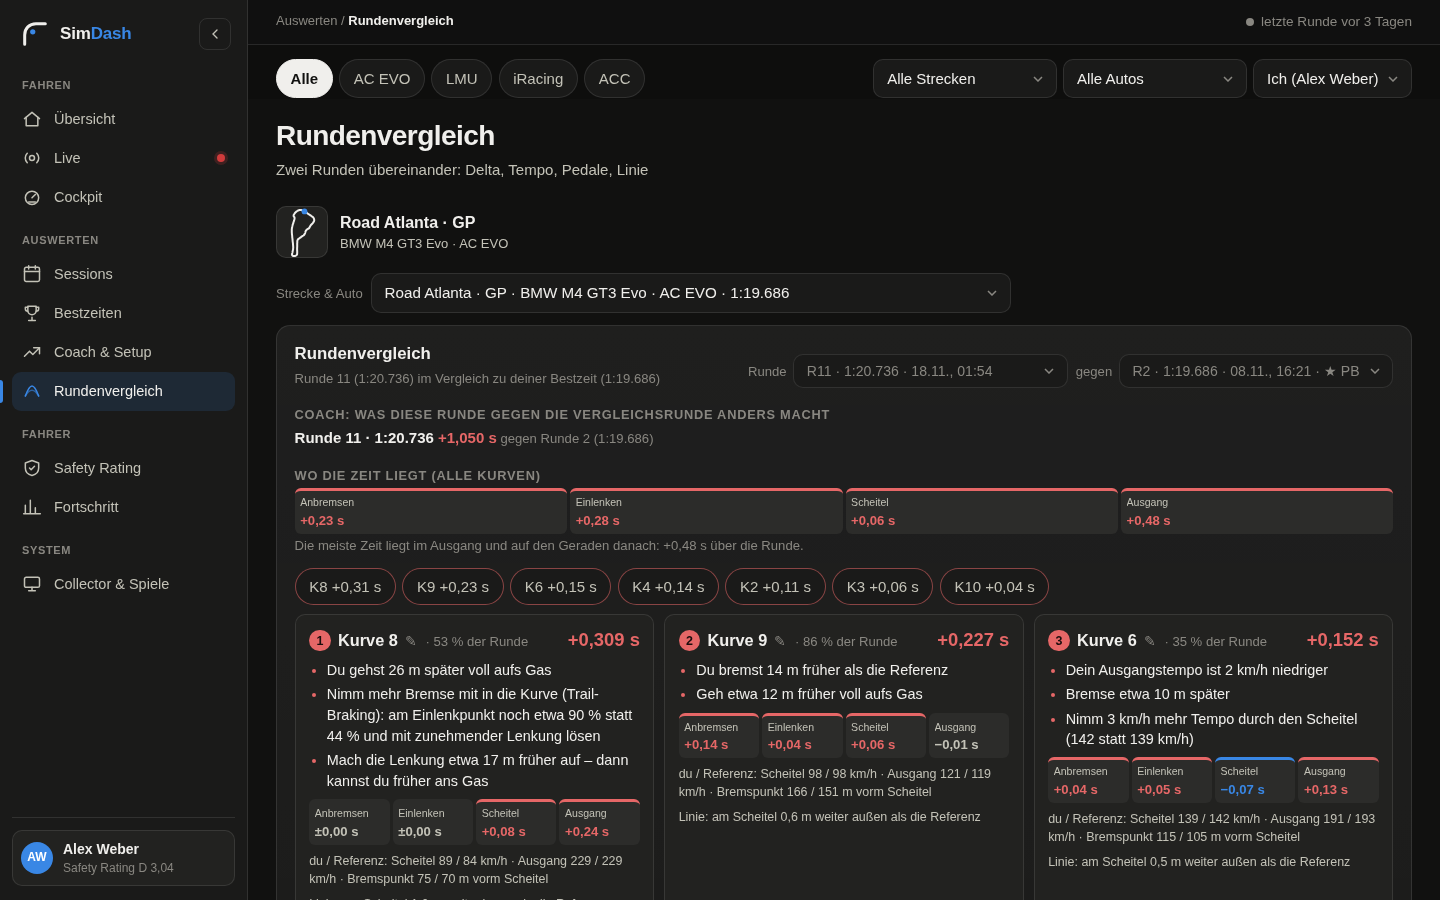 SimDash
FAHREN
Übersicht
Live
Cockpit
AUSWERTEN
Sessions
Bestzeiten
Coach & Setup
Rundenvergleich
FAHRER
Safety Rating
Fortschritt
SYSTEM
Collector & Spiele
AW
Alex Weber
Safety Rating D 3,04
Auswerten / Rundenvergleich
letzte Runde vor 3 Tagen
Alle
AC EVO
LMU
iRacing
ACC
Alle Strecken
Alle Autos
Ich (Alex Weber)
Rundenvergleich
Zwei Runden übereinander: Delta, Tempo, Pedale, Linie
Road Atlanta · GP
BMW M4 GT3 Evo · AC EVO
Strecke & Auto
Road Atlanta · GP · BMW M4 GT3 Evo · AC EVO · 1:19.686
Rundenvergleich
Runde 11 (1:20.736) im Vergleich zu deiner Bestzeit (1:19.686)
Runde
R11 · 1:20.736 · 18.11., 01:54
gegen
R2 · 1:19.686 · 08.11., 16:21 · ★ PB
COACH: WAS DIESE RUNDE GEGEN DIE VERGLEICHSRUNDE ANDERS MACHT
Runde 11 · 1:20.736 +1,050 s gegen Runde 2 (1:19.686)
WO DIE ZEIT LIEGT (ALLE KURVEN)
Anbremsen
+0,23 s
Einlenken
+0,28 s
Scheitel
+0,06 s
Ausgang
+0,48 s
Die meiste Zeit liegt im Ausgang und auf den Geraden danach: +0,48 s über die Runde.
K8 +0,31 s
K9 +0,23 s
K6 +0,15 s
K4 +0,14 s
K2 +0,11 s
K3 +0,06 s
K10 +0,04 s
1 Kurve 8 ✎ · 53 % der Runde +0,309 s
• Du gehst 26 m später voll aufs Gas
• Nimm mehr Bremse mit in die Kurve (Trail-
Braking): am Einlenkpunkt noch etwa 90 % statt
44 % und mit zunehmender Lenkung lösen
• Mach die Lenkung etwa 17 m früher auf – dann
kannst du früher ans Gas
Anbremsen
±0,00 s
Einlenken
±0,00 s
Scheitel
+0,08 s
Ausgang
+0,24 s
du / Referenz: Scheitel 89 / 84 km/h · Ausgang 229 / 229
km/h · Bremspunkt 75 / 70 m vorm Scheitel
2 Kurve 9 ✎ · 86 % der Runde +0,227 s
• Du bremst 14 m früher als die Referenz
• Geh etwa 12 m früher voll aufs Gas
Anbremsen
+0,14 s
Einlenken
+0,04 s
Scheitel
+0,06 s
Ausgang
−0,01 s
du / Referenz: Scheitel 98 / 98 km/h · Ausgang 121 / 119
km/h · Bremspunkt 166 / 151 m vorm Scheitel
Linie: am Scheitel 0,6 m weiter außen als die Referenz
3 Kurve 6 ✎ · 35 % der Runde +0,152 s
• Dein Ausgangstempo ist 2 km/h niedriger
• Bremse etwa 10 m später
• Nimm 3 km/h mehr Tempo durch den Scheitel
(142 statt 139 km/h)
Anbremsen
+0,04 s
Einlenken
+0,05 s
Scheitel
−0,07 s
Ausgang
+0,13 s
du / Referenz: Scheitel 139 / 142 km/h · Ausgang 191 / 193
km/h · Bremspunkt 115 / 105 m vorm Scheitel
Linie: am Scheitel 0,5 m weiter außen als die Referenz